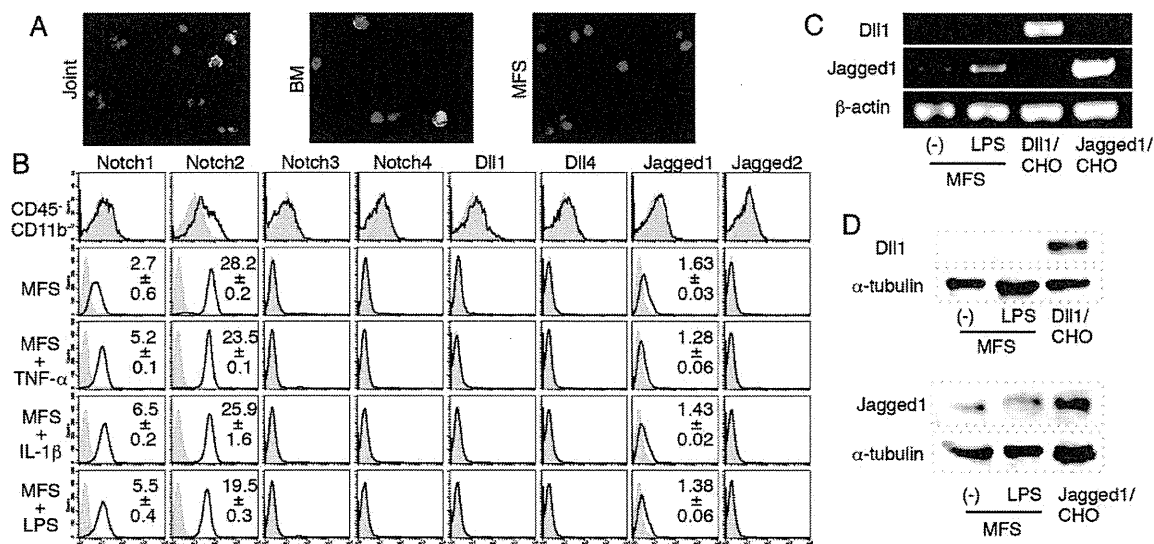 A
Joint
BM
MFS
B
Notch1 Notch2 Notch3 Notch4 Dll1 Dll4 Jagged1 Jagged2
CD45-
CD11b-
MFS
2.7
±
0.6
28.2
±
0.2
1.63
±
0.03
MFS
+
TNF-α
5.2
±
0.1
23.5
±
0.1
1.28
±
0.06
MFS
+
IL-1β
6.5
±
0.2
25.9
±
1.6
1.43
±
0.02
MFS
+
LPS
5.5
±
0.4
19.5
±
0.3
1.38
±
0.06
C
Dll1
Jagged1
β-actin
(-) LPS Dll1/CHO Jagged1/CHO
MFS
D
Dll1
α-tubulin
(-) LPS Dll1/CHO
MFS
Jagged1
α-tubulin
(-) LPS Jagged1/CHO
MFS